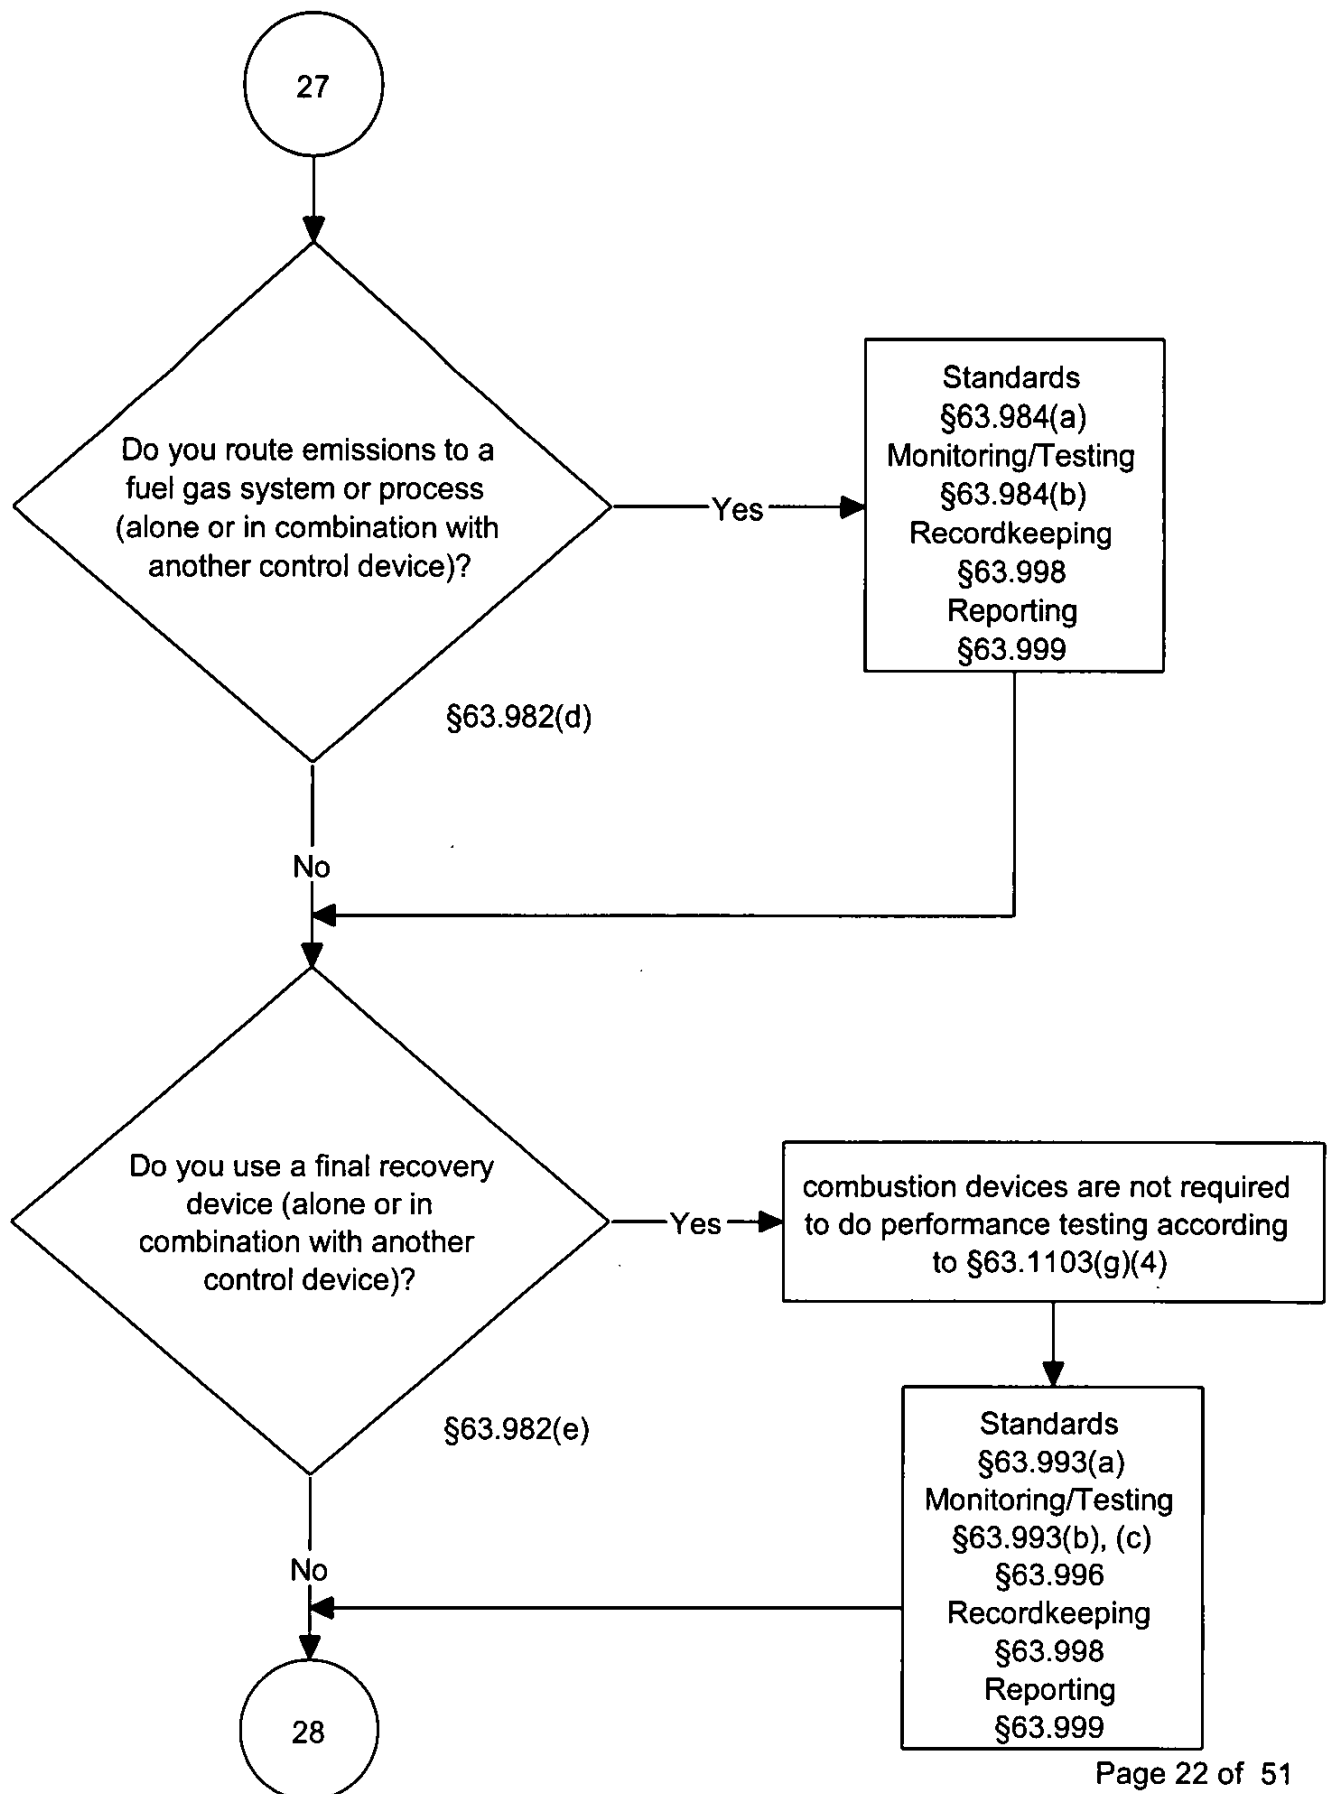 27
Do you route emissions to a
fuel gas system or process
(alone or in combination with
another control device)?
Yes
Standards
§63.984(a)
Monitoring/Testing
§63.984(b)
Recordkeeping
§63.998
Reporting
§63.999
§63.982(d)
No
Do you use a final recovery
device (alone or in
combination with another
control device)?
Yes
combustion devices are not required
to do performance testing according
to §63.1103(g)(4)
§63.982(e)
Standards
§63.993(a)
Monitoring/Testing
§63.993(b), (c)
§63.996
Recordkeeping
§63.998
Reporting
§63.999
No
28
Page 22 of 51